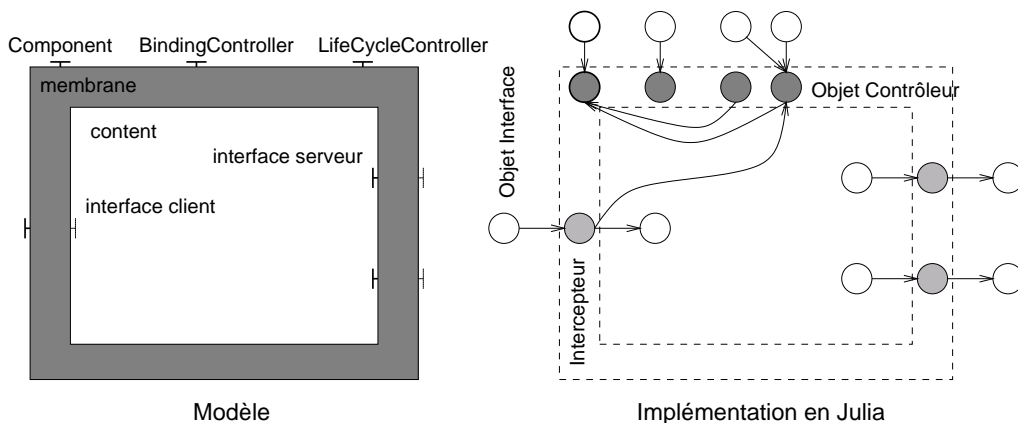 Component
BindingController
LifeCycleController
membrane
content
interface serveur
interface client
Modèle
Objet Interface
Objet Contrôleur
Intercepteur
Implémentation en Julia